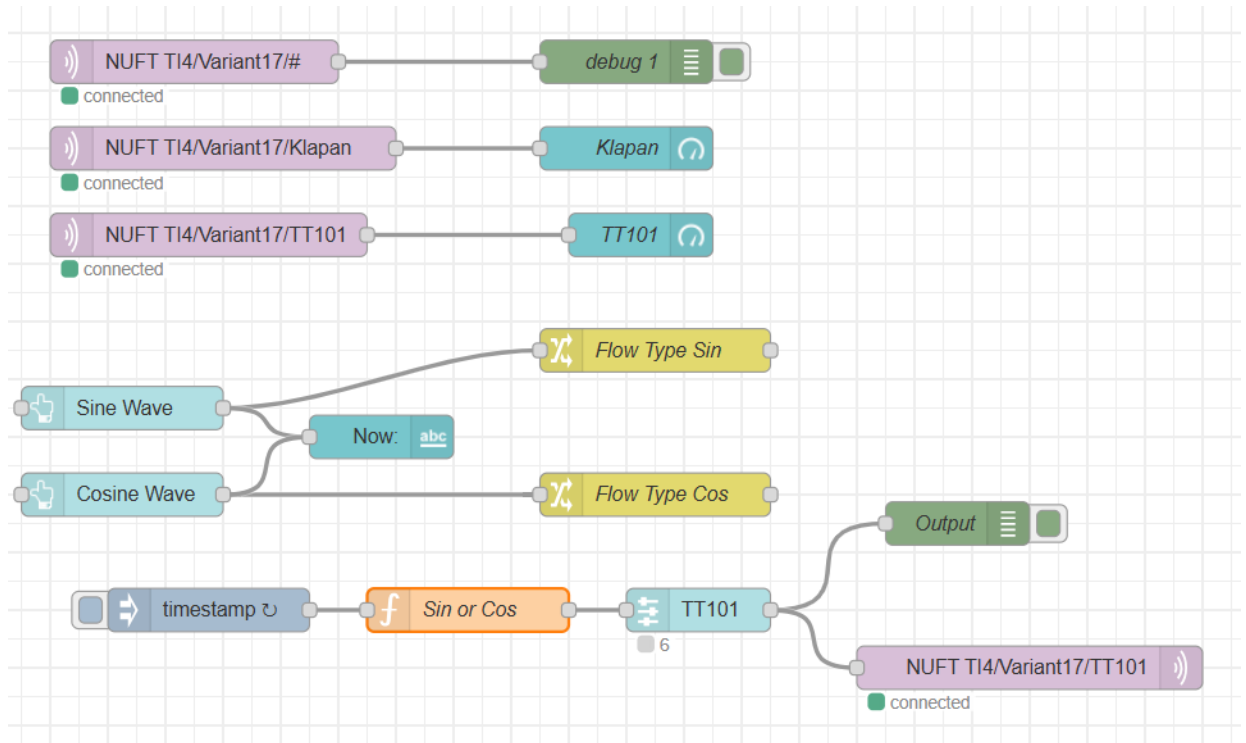 NUFT TI4/Variant17/#
debug 1
connected
NUFT TI4/Variant17/Klapan
Klapan
connected
NUFT TI4/Variant17/TT101
TT101
connected
Flow Type Sin
Sine Wave
Now:
abc
Cosine Wave
Flow Type Cos
Output
timestamp ↻
Sin or Cos
TT101
6
NUFT TI4/Variant17/TT101
connected